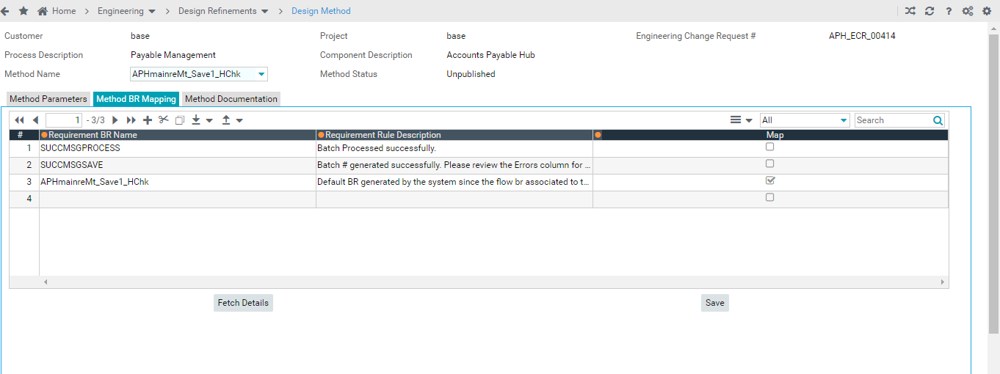 Home > Engineering > Design Refinements > Design Method
?
Customer base Project base Engineering Change Request # APH_ECR_00414
Process Description Payable Management Component Description Accounts Payable Hub
Method Name APHmainreMt_Save1_HChk Method Status Unpublished
Method Parameters Method BR Mapping Method Documentation
1 - 3/3 All Search
# Requirement BR Name Requirement Rule Description Map
1 SUCCMSGPROCESS Batch Processed successfully.
2 SUCCMSGSAVE Batch # generated successfully. Please review the Errors column for ...
3 APHmainreMt_Save1_HChk Default BR generated by the system since the flow br associated to t...
4
Fetch Details Save